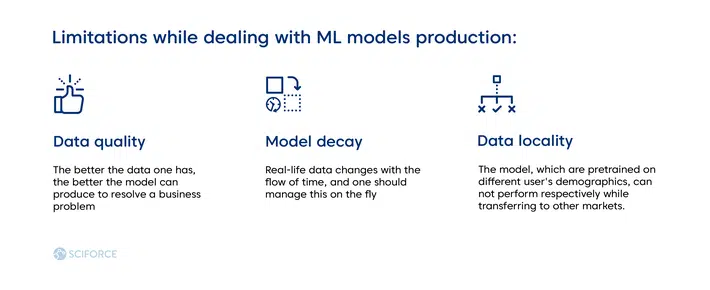 Limitations while dealing with ML models production:
Data quality
The better the data one has,
the better the model can
produce to resolve a business
problem
Model decay
Real-life data changes with the
flow of time, and one should
manage this on the fly
Data locality
The model, which are pretrained on
different user's demographics, can
not perform respectively while
transferring to other markets.
SCIFORCE